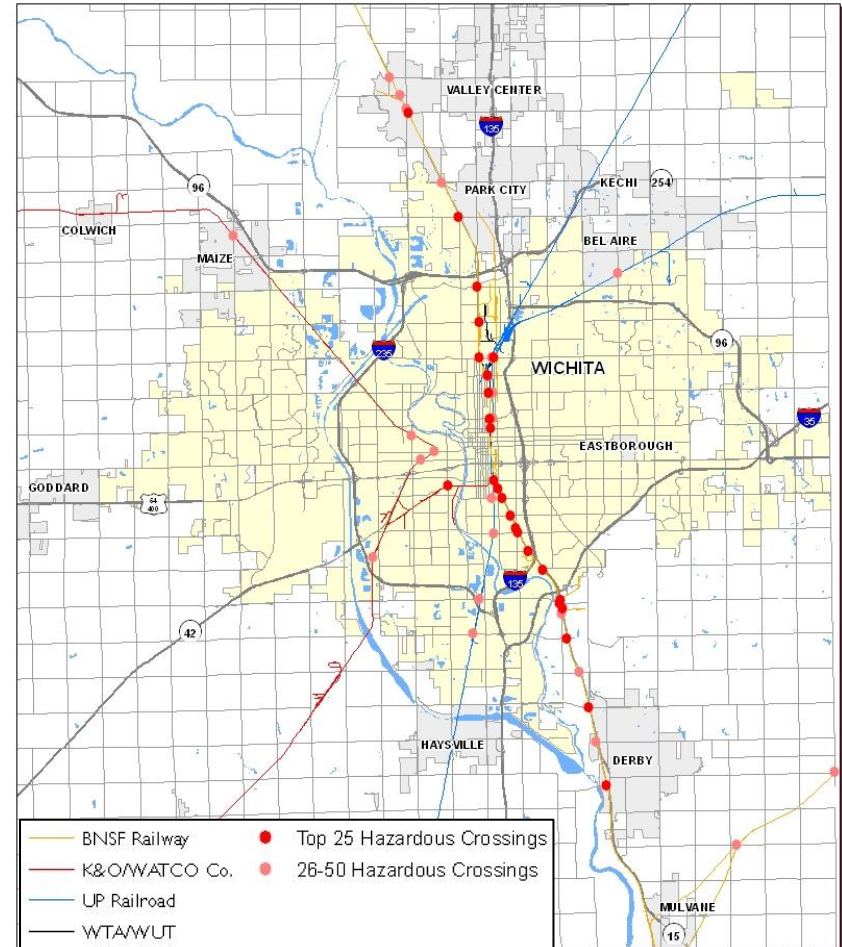 VALLEY CENTER
135
96
PARK CITY
KECHI
254
COLWICH
BEL AIRE
MAIZE
235
96
WICHITA
35
EASTBOROUGH
GODDARD
54
400
135
42
HAYSVILLE
DERBY
BNSF Railway
K&O/WATCO Co.
UP Railroad
WTA/WUT
Top 25 Hazardous Crossings
26-50 Hazardous Crossings
MULVANE
15